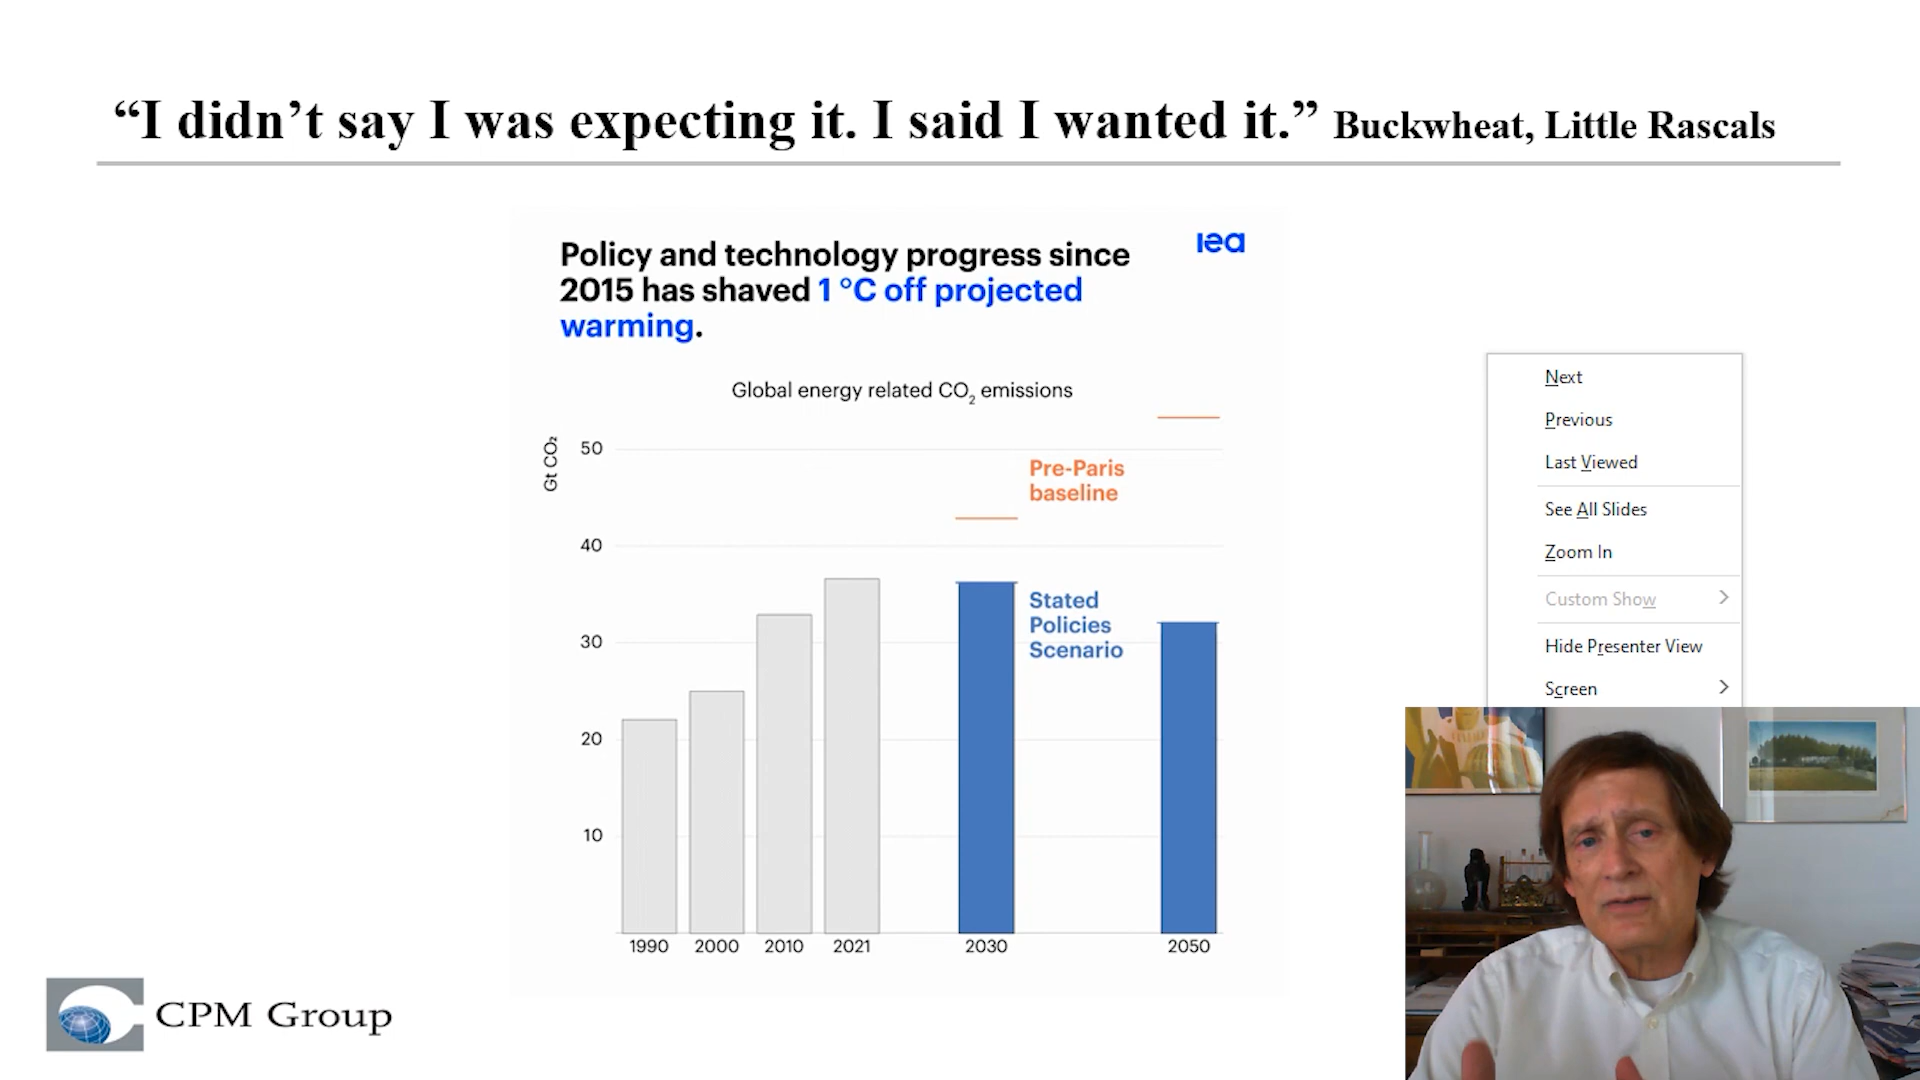 “I didn’t say I was expecting it. I said I wanted it.” Buckwheat, Little Rascals
iea
Policy and technology progress since
2015 has shaved 1 °C off projected
warming.
Global energy related CO₂ emissions
Gt CO₂
50
40
30
20
10
Pre-Paris
baseline
Stated
Policies
Scenario
1990 2000 2010 2021 2030 2050
Next
Previous
Last Viewed
See All Slides
Zoom In
Custom Show
Hide Presenter View
Screen
CPM Group